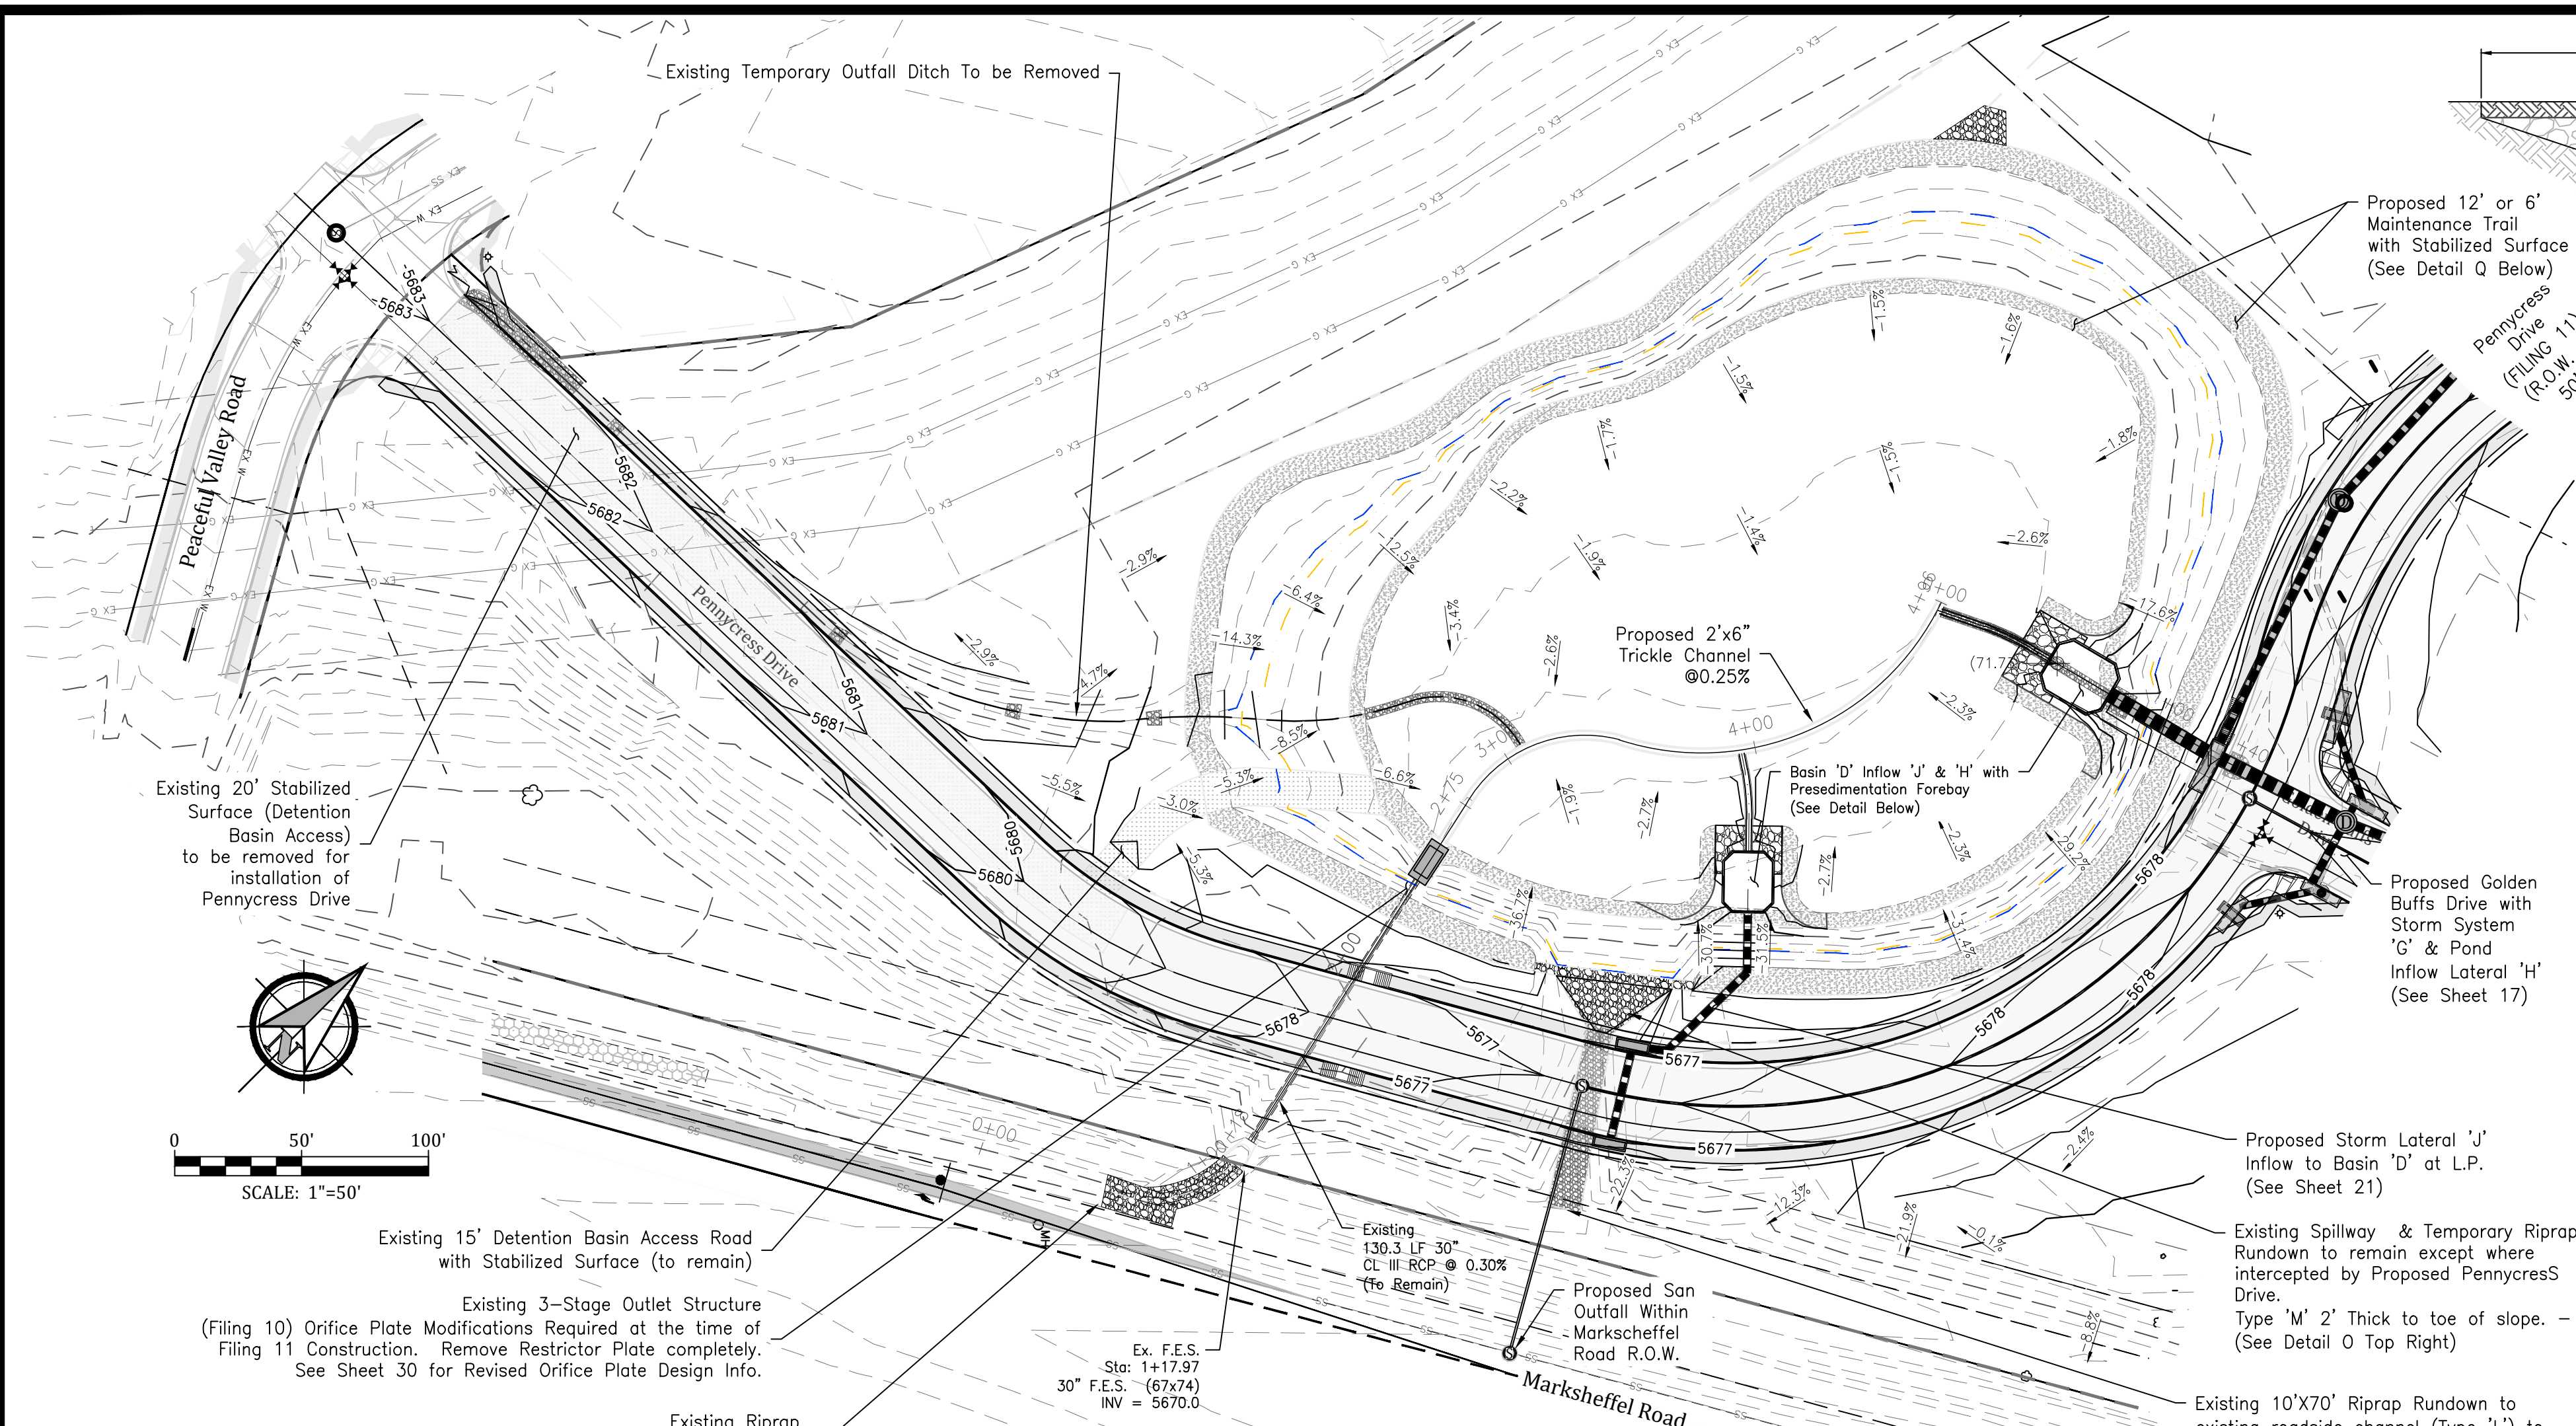 Existing Temporary Outfall Ditch To be Removed
Proposed 12' or 6'
Maintenance Trail
with Stabilized Surface
(See Detail Q Below)
Pennycress
Drive
(FILING 11)
(R.O.W.
50'
EX SS
EX W
-5683
-5683
Peaceful Valley Road
EX W
EX G
5682
5682
Pennycress Drive
5681
5681
5680
5680
-1.5%
-1.6%
-1.5%
-1.7%
-1.5%
-1.8%
-2.2%
-1.4%
-1.9%
-2.6%
-12.5%
-2.9%
-6.4%
-14.3%
-3.4%
-2.6%
-17.6%
-2.9%
-4.7%
-8.5%
-2.3%
-5.5%
-5.3%
-3.0%
-6.6%
-1.9%
-2.7%
-2.3%
-29.2%
-5.3%
-2.7%
-36.7%
-30.7%
-31.5%
-31.4%
Proposed 2'x6"
Trickle Channel
@0.25%
2+75
4+00
Basin 'D' Inflow 'J' & 'H' with
Presedimentation Forebay
(See Detail Below)
Existing 20' Stabilized
Surface (Detention
Basin Access)
to be removed for
installation of
Pennycress Drive
5678
5678
5678
5678
5677
5677
5677
5677
Proposed Golden
Buffs Drive with
Storm System
'G' & Pond
Inflow Lateral 'H'
(See Sheet 17)
0 50' 100'
SCALE: 1"=50'
0+00
SS
Existing 15' Detention Basin Access Road
with Stabilized Surface (to remain)
Existing 3-Stage Outlet Structure
(Filing 10) Orifice Plate Modifications Required at the time of
Filing 11 Construction. Remove Restrictor Plate completely.
See Sheet 30 for Revised Orifice Plate Design Info.
Existing Riprap
Ex. F.E.S.
Sta: 1+17.97
30" F.E.S. (67x74)
INV = 5670.0
Existing
130.3 LF 30"
CL III RCP @ 0.30%
(To Remain)
Proposed San
Outfall Within
Markscheffel
Road R.O.W.
Marksheffel Road
-22.3%
-12.3%
-2.4%
-21.9%
-0.1%
-8.8%
Proposed Storm Lateral 'J'
Inflow to Basin 'D' at L.P.
(See Sheet 21)
Existing Spillway & Temporary Riprap
Rundown to remain except where
intercepted by Proposed PennycresS
Drive.
Type 'M' 2' Thick to toe of slope. -
(See Detail O Top Right)
Existing 10'X70' Riprap Rundown to
existing roadside channel (Type 'L') to